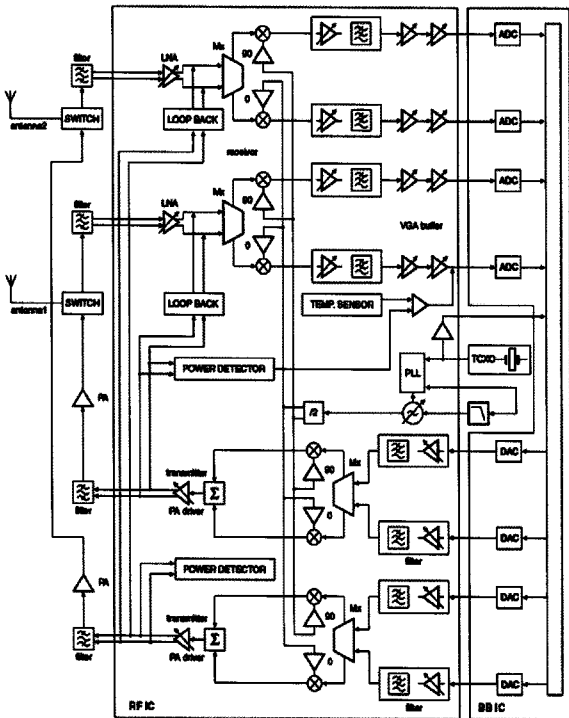 filter
LNA
Mx
90
ADC
antenna2
SWITCH
LOOP BACK
0
ADC
receiver
filter
LNA
Mx
90
ADC
VGA buffer
0
ADC
antenna1
SWITCH
LOOP BACK
TEMP. SENSOR
POWER DETECTOR
PLL
TCXO
/2
PA
transmitter
Σ
90
Mx
DAC
filter
PA driver
0
filter
DAC
POWER DETECTOR
PA
transmitter
Σ
90
Mx
DAC
filter
PA driver
0
filter
DAC
RF IC
BB IC